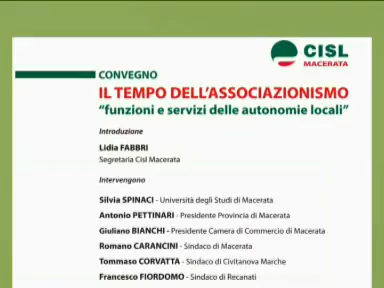 CISL
MACERATA
CONVEGNO
IL TEMPO DELL'ASSOCIAZIONISMO
"funzioni e servizi delle autonomie locali"
Introduzione
Lidia FABBRI
Segretaria Cisl Macerata
Intervengono
Silvia SPINACI - Università degli Studi di Macerata
Antonio PETTINARI - Presidente Provincia di Macerata
Giuliano BIANCHI - Presidente Camera di Commercio di Macerata
Romano CARANCINI - Sindaco di Macerata
Tommaso CORVATTA - Sindaco di Civitanova Marche
Francesco FIORDOMO - Sindaco di Recanati